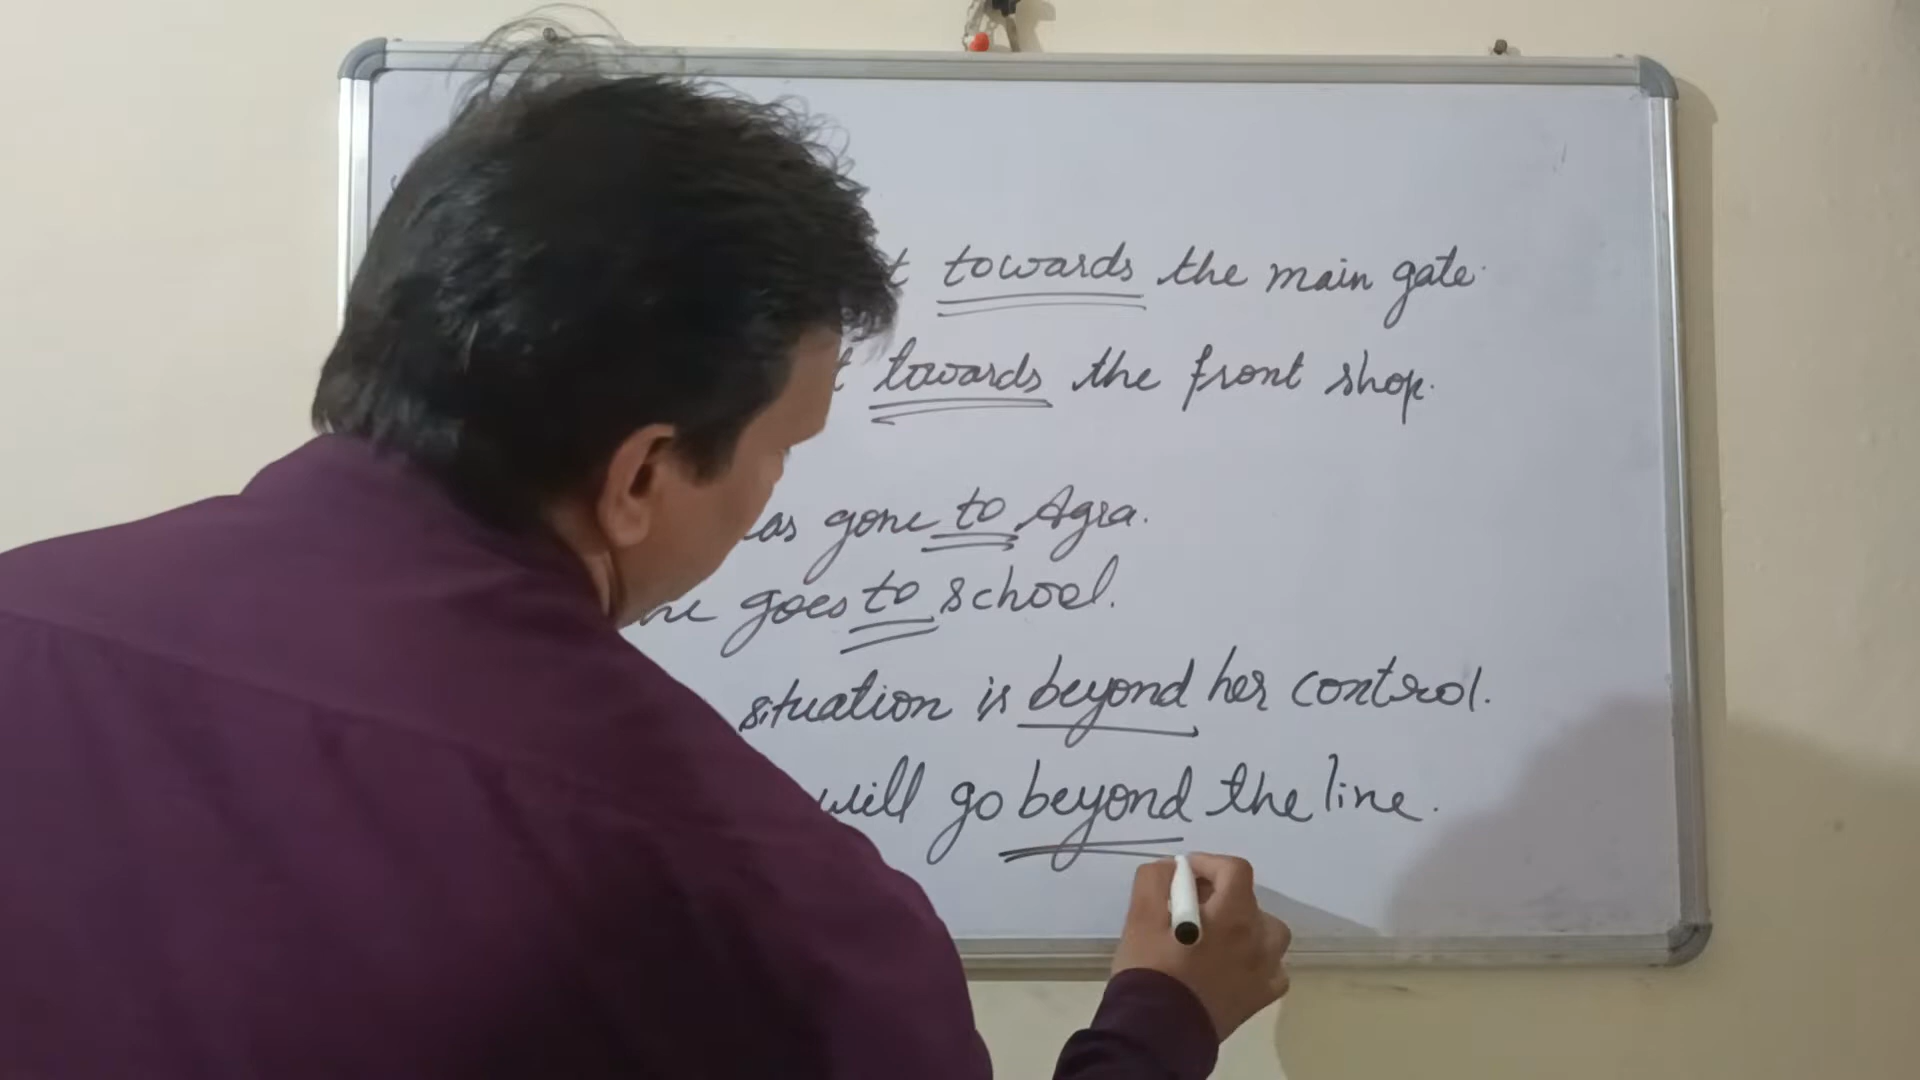 towards the main gate.
towards the front shop.
gone to Agra.
goes to school.
situation is beyond her control.
will go beyond the line.